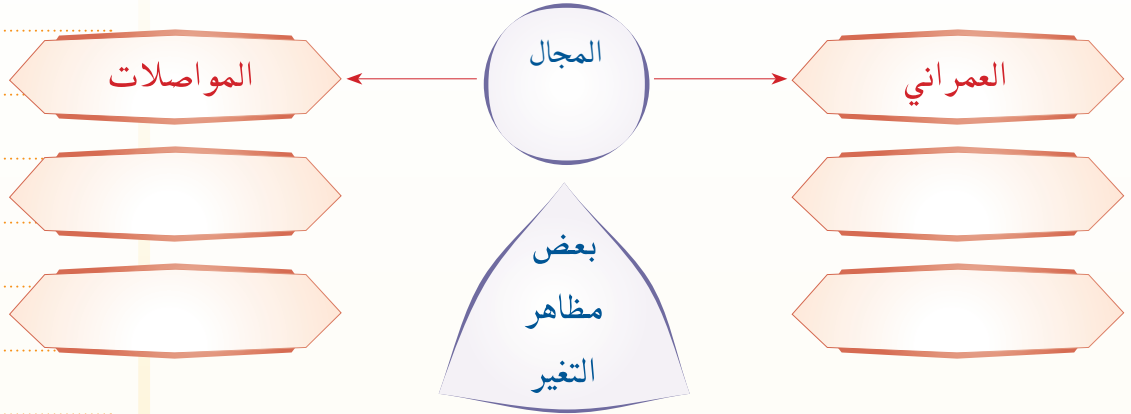 العمراني
المجال
المواصلات
بعض
مظاهر
التغير